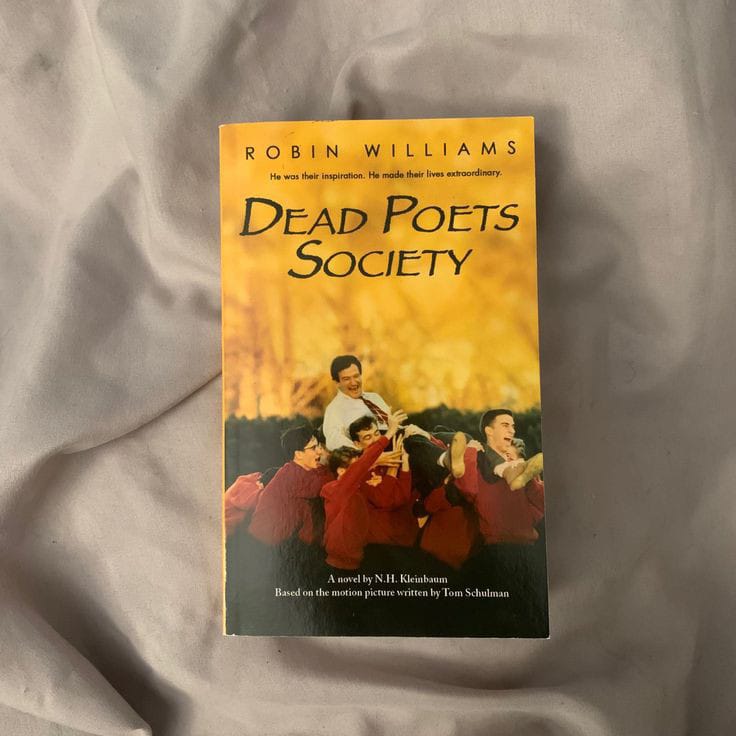 ROBIN WILLIAMS
He was their inspiration. He made their lives extraordinary.
DEAD POETS
SOCIETY
A novel by N.H. Kleinbaum
Based on the motion picture written by Tom Schulman